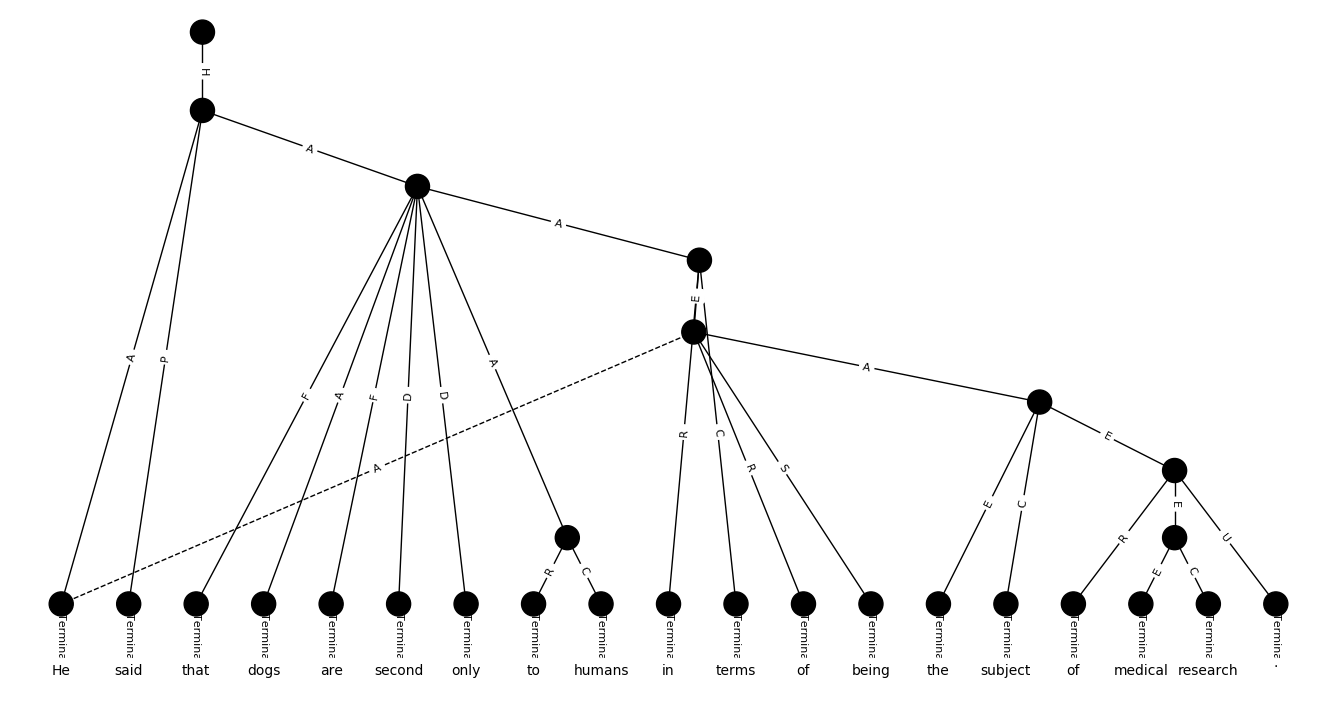 H
A
A
E
A
A P F A F D D A A R C R S E C E
R E U
R C E C
Termina Termina Termina Termina Termina Termina Termina Termina Termina Termina Termina Termina Termina Termina Termina Termina Termina Termina Termina
He said that dogs are second only to humans in terms of being the subject of medical research .